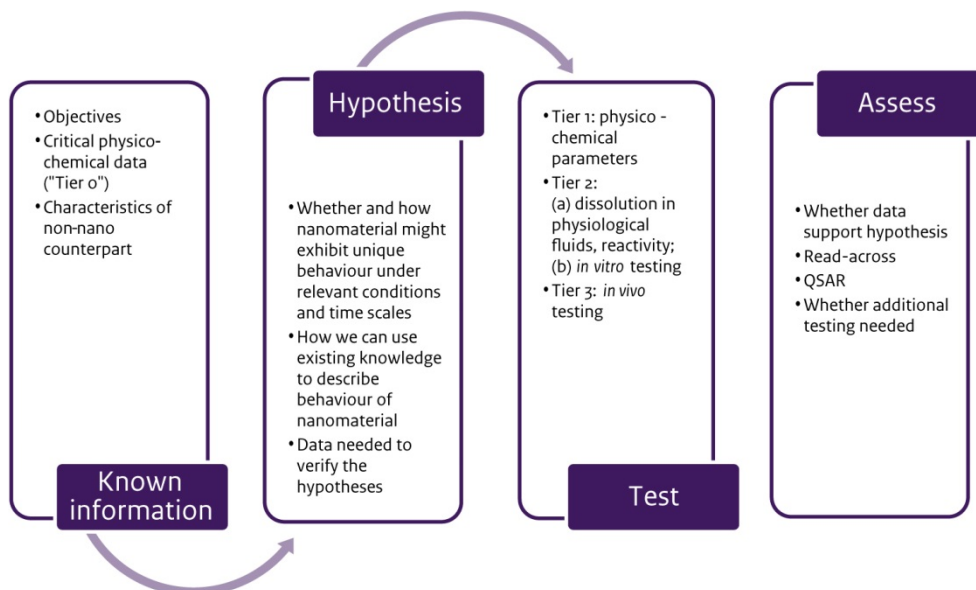 • Objectives
• Critical physico-
chemical data
("Tier 0")
• Characteristics of
non-nano
counterpart
Known
information
Hypothesis
• Whether and how
nanomaterial might
exhibit unique
behaviour under
relevant conditions
and time scales
• How we can use
existing knowledge
to describe
behaviour of
nanomaterial
• Data needed to
verify the
hypotheses
• Tier 1: physico -
chemical
parameters
• Tier 2:
(a) dissolution in
physiological
fluids, reactivity;
(b) in vitro testing
• Tier 3: in vivo
testing
Test
Assess
• Whether data
support hypothesis
• Read-across
• QSAR
• Whether additional
testing needed